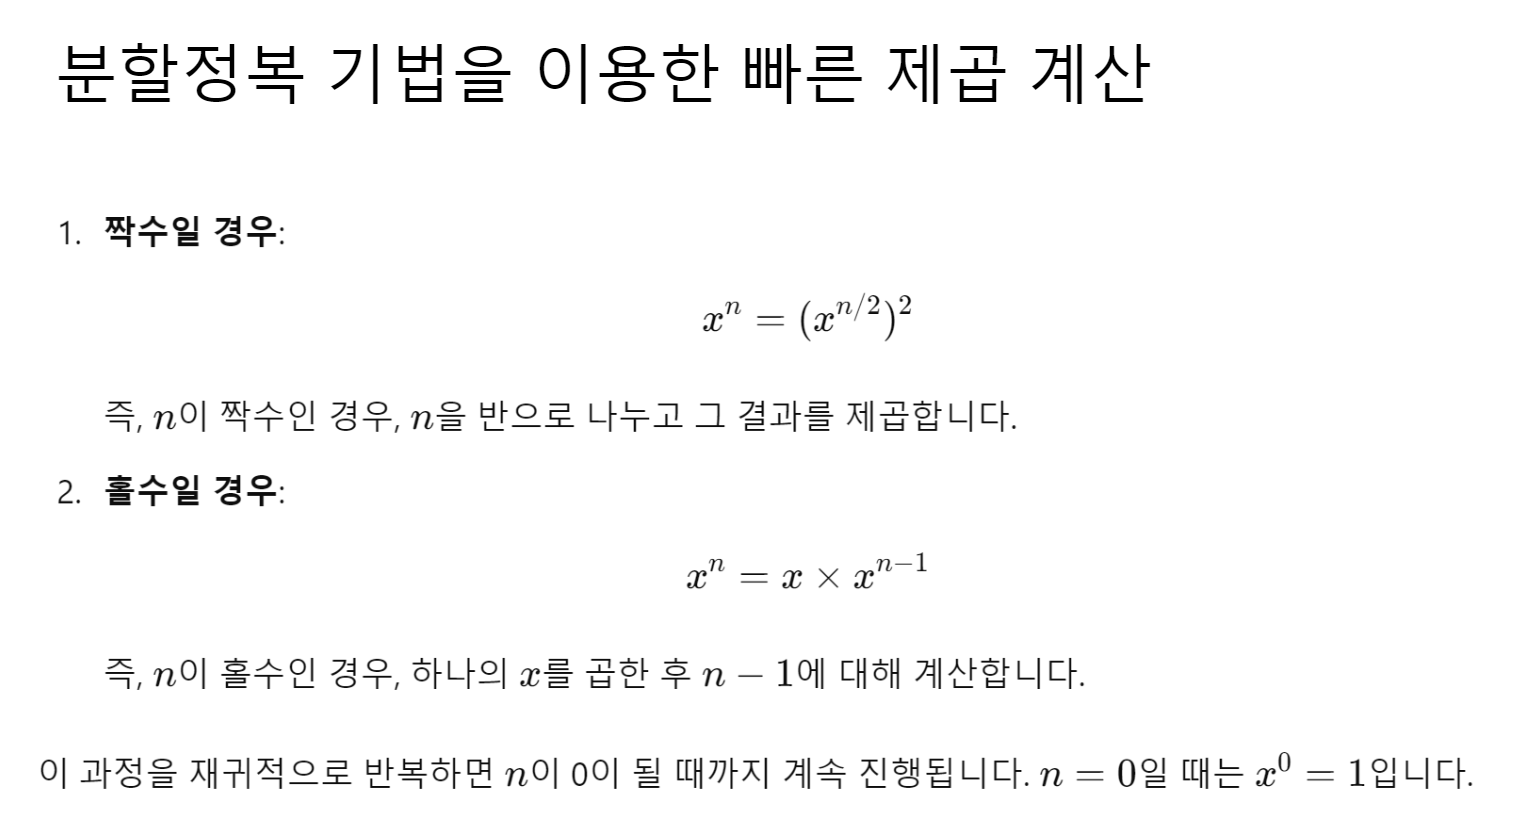 분할정복 기법을 이용한 빠른 제곱 계산
1. 짝수일 경우:
xⁿ = (x^{n/2})²
즉, n이 짝수인 경우, n을 반으로 나누고 그 결과를 제곱합니다.
2. 홀수일 경우:
xⁿ = x × x^{n−1}
즉, n이 홀수인 경우, 하나의 x를 곱한 후 n − 1에 대해 계산합니다.
이 과정을 재귀적으로 반복하면 n이 0이 될 때까지 계속 진행됩니다. n = 0일 때는 x⁰ = 1입니다.